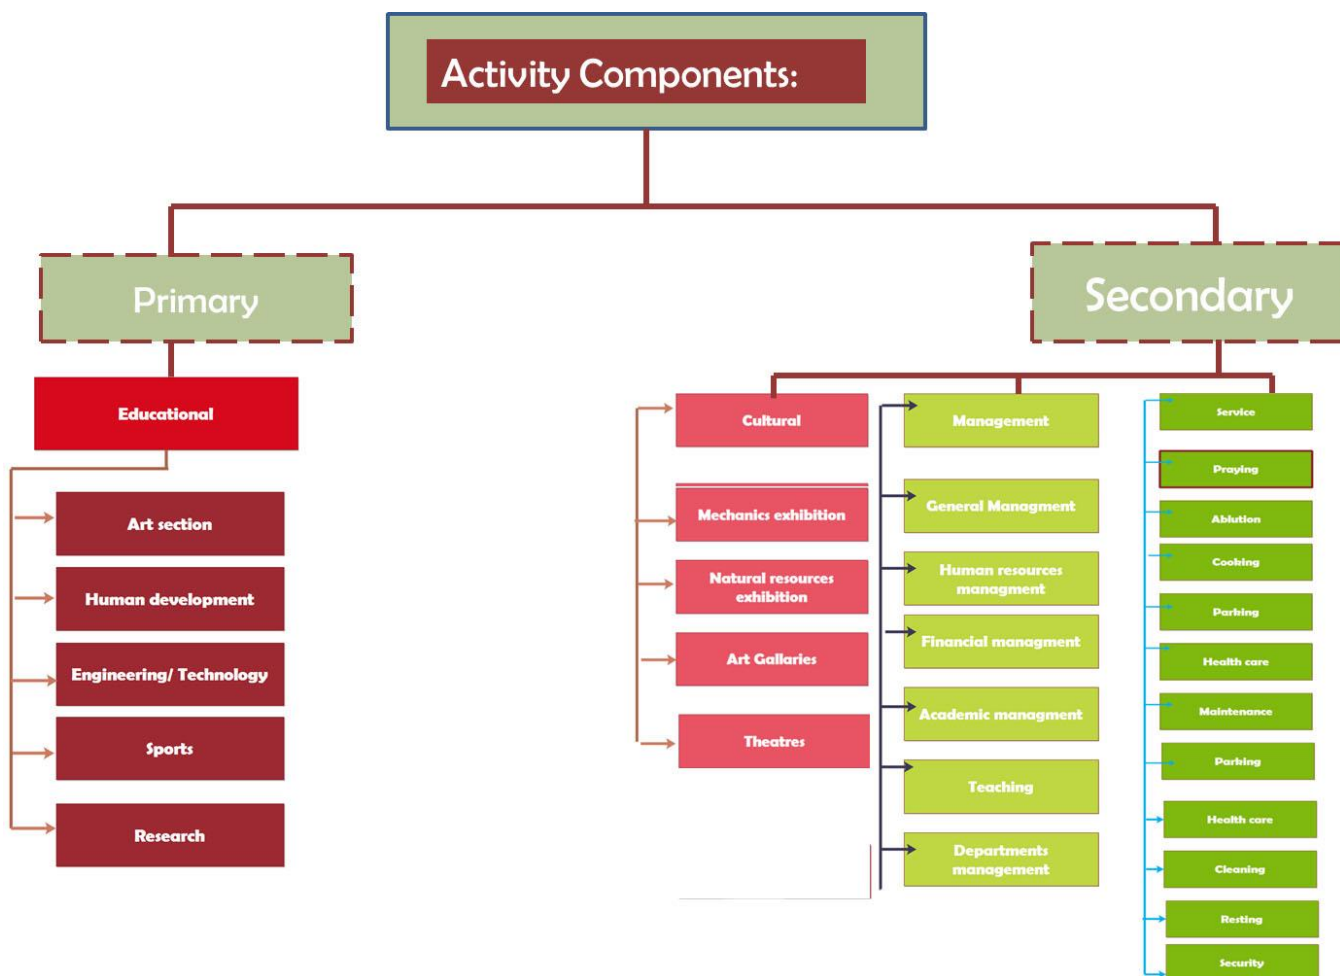 Activity Components:
Primary
Secondary
Educational
Art section
Human development
Engineering/ Technology
Sports
Research
Cultural
Mechanics exhibition
Natural resources
exhibition
Art Gallaries
Theatres
Management
General Managment
Human resources
managment
Financial managment
Academic managment
Teaching
Departments
management
Service
Praying
Ablution
Cooking
Parking
Health care
Maintenance
Parking
Health care
Cleaning
Resting
Security